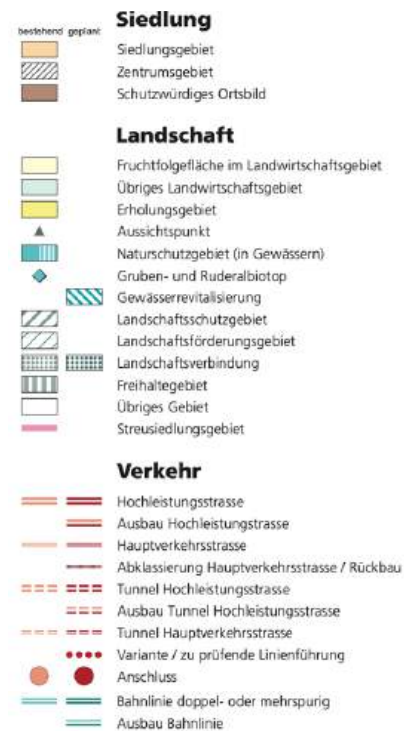 Siedlung
bestehend geplant
Siedlungsgebiet
Zentrumsgebiet
Schutzwürdiges Ortsbild
Landschaft
Fruchtfolgefläche im Landwirtschaftsgebiet
Übriges Landwirtschaftsgebiet
Erholungsgebiet
Aussichtspunkt
Naturschutzgebiet (in Gewässern)
Gruben- und Ruderalbiotop
Gewässerrevitalisierung
Landschaftsschutzgebiet
Landschaftsförderungsgebiet
Landschaftsverbindung
Freihaltegebiet
Übriges Gebiet
Streusiedlungsgebiet
Verkehr
Hochleistungsstrasse
Ausbau Hochleistungstrasse
Hauptverkehrsstrasse
Abklassierung Hauptverkehrsstrasse / Rückbau
Tunnel Hochleistungsstrasse
Ausbau Tunnel Hochleistungsstrasse
Tunnel Hauptverkehrsstrasse
Variante / zu prüfende Linienführung
Anschluss
Bahnlinie doppel- oder mehrspurig
Ausbau Bahnlinie